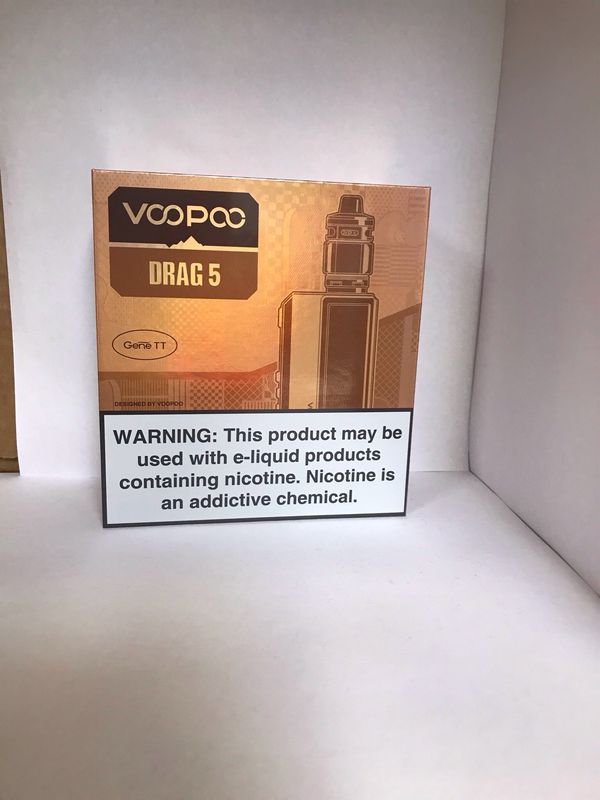 VOOPOO
DRAG 5
Gene TT
DESIGNED BY VOOPOO
WARNING: This product may be
used with e-liquid products
containing nicotine. Nicotine is
an addictive chemical.